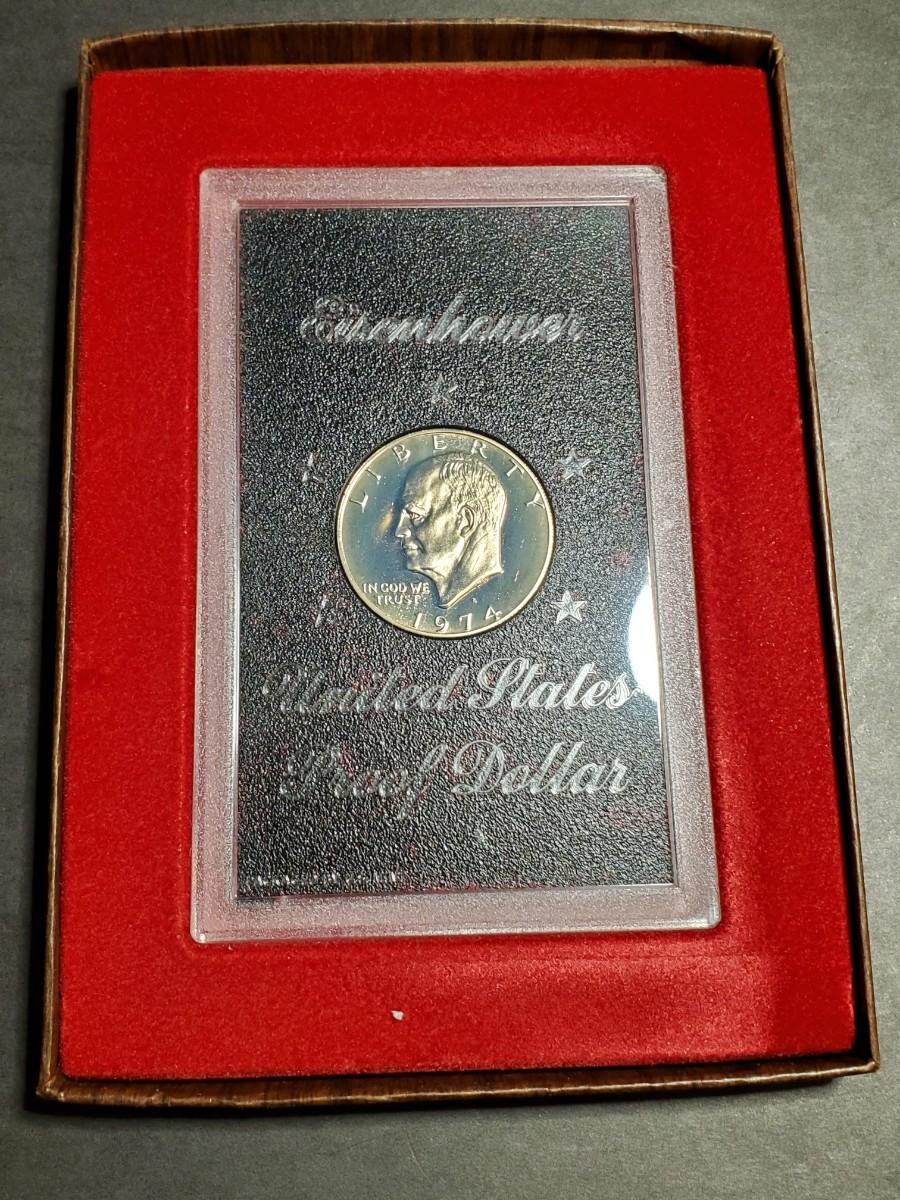 Eisenhower
LIBERTY
IN GOD WE
TRUST
1974
United States
Proof Dollar